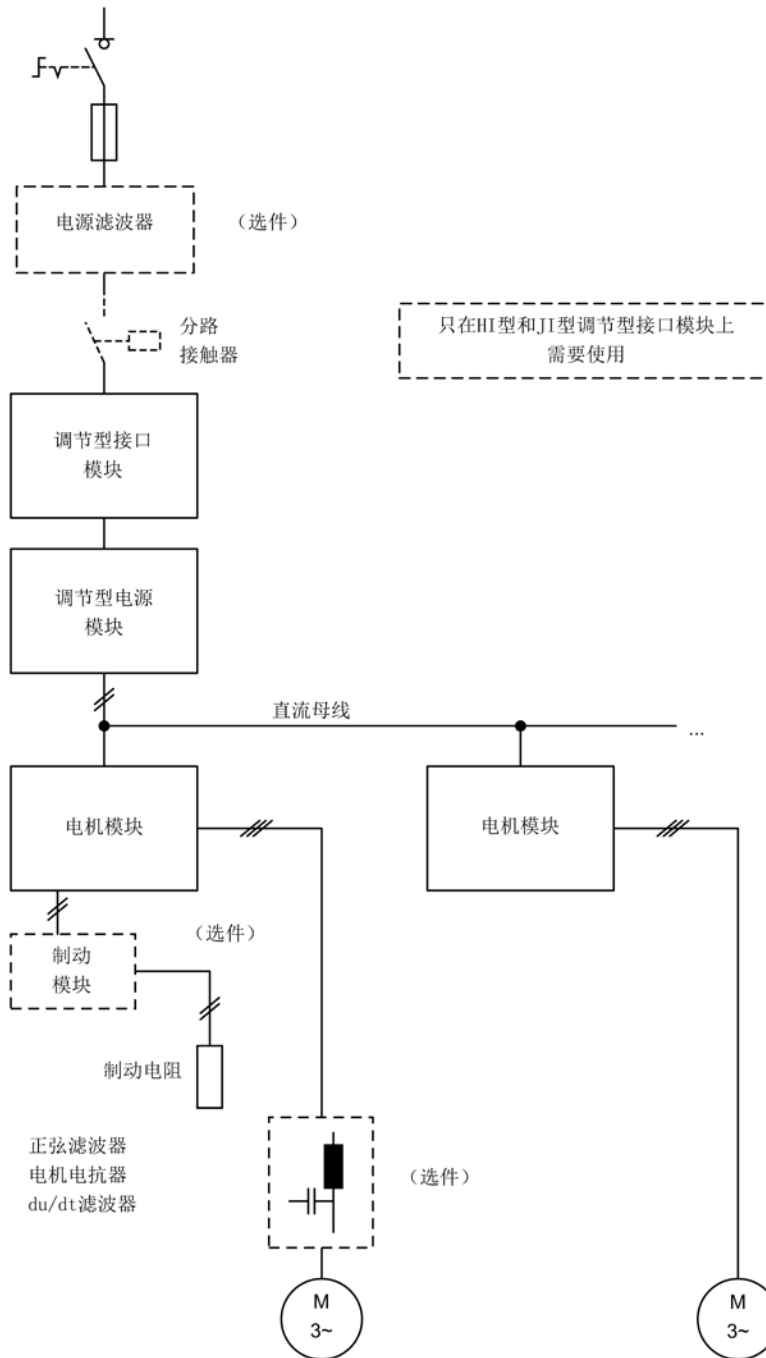 电源滤波器
（选件）
分路
接触器
只在HI型和JI型调节型接口模块上
需要使用
调节型接口
模块
调节型电源
模块
直流母线
...
电机模块
电机模块
（选件）
制动
模块
制动电阻
正弦滤波器
电机电抗器
du/dt滤波器
（选件）
M
3~
M
3~